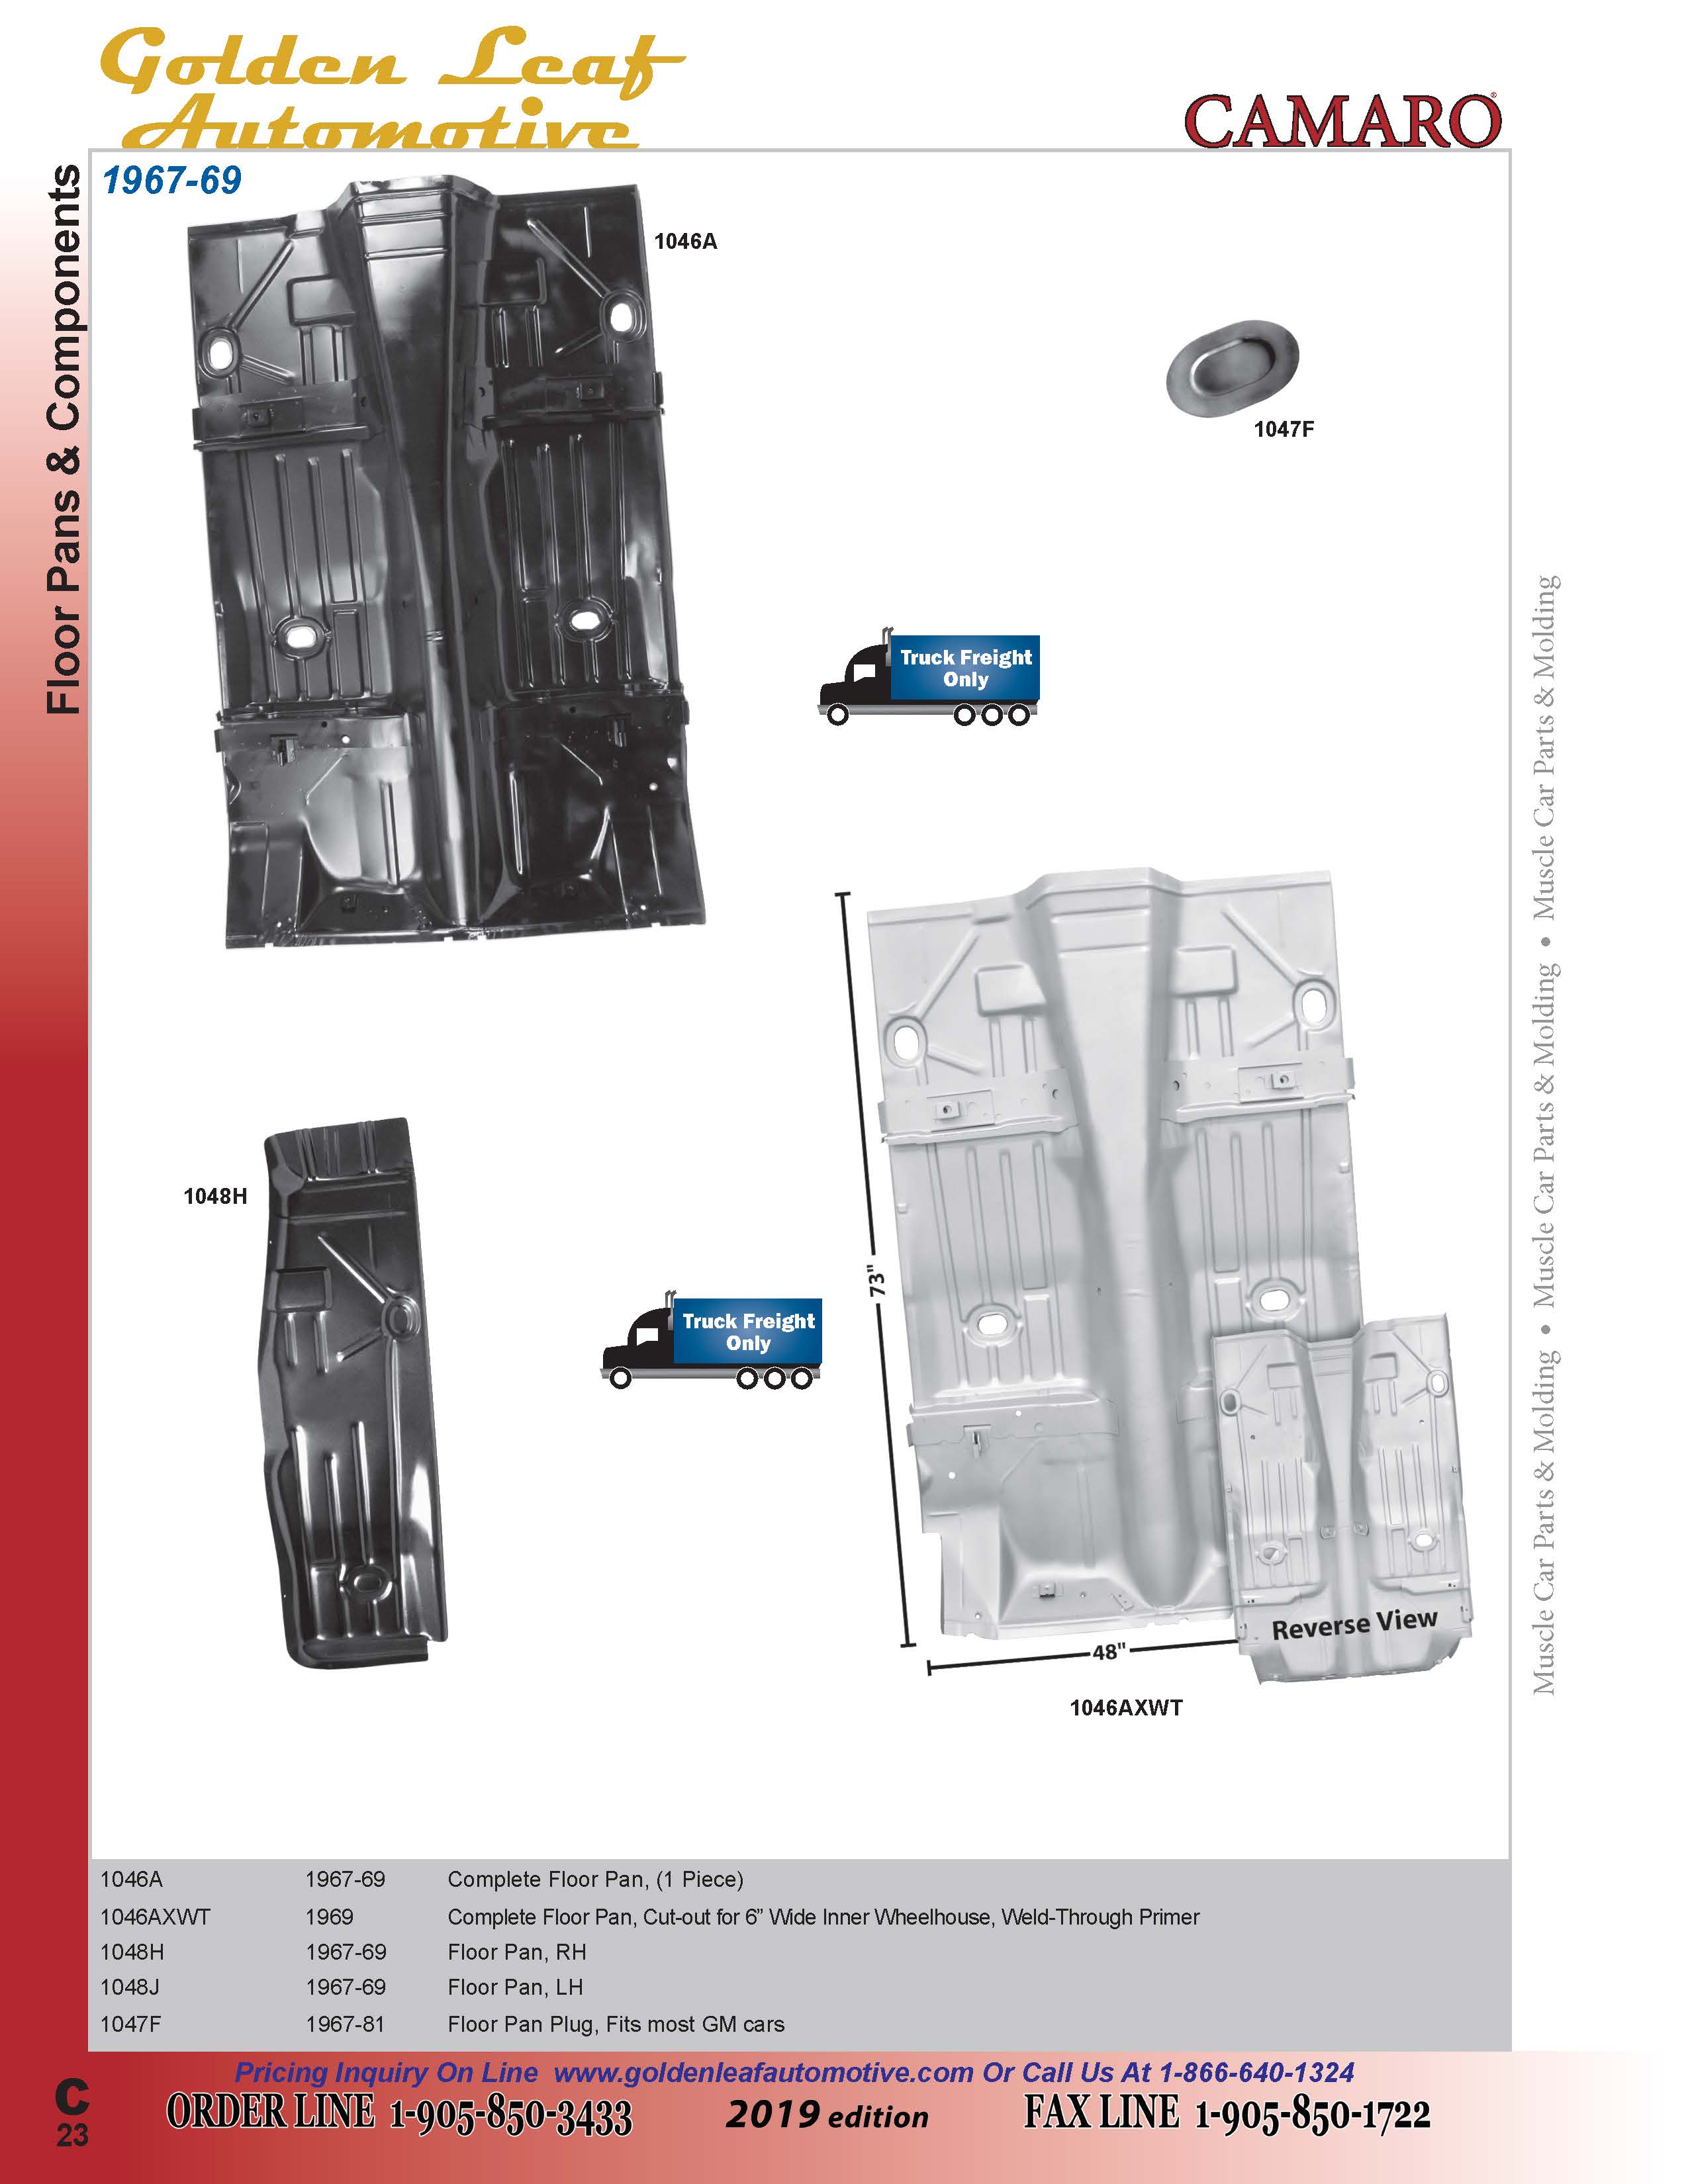 Golden Leaf
Automotive
CAMARO®
Floor Pans & Components
1967-69
1046A
1047F
Truck Freight
Only
1048H
Truck Freight
Only
73"
48"
Reverse View
1046AXWT
Muscle Car Parts & Molding • Muscle Car Parts & Molding • Muscle Car Parts & Molding
1046A 1967-69 Complete Floor Pan, (1 Piece)
1046AXWT 1969 Complete Floor Pan, Cut-out for 6” Wide Inner Wheelhouse, Weld-Through Primer
1048H 1967-69 Floor Pan, RH
1048J 1967-69 Floor Pan, LH
1047F 1967-81 Floor Pan Plug, Fits most GM cars
Pricing Inquiry On Line www.goldenleafautomotive.com Or Call Us At 1-866-640-1324
C
23
ORDER LINE 1-905-850-3433 2019 edition FAX LINE 1-905-850-1722